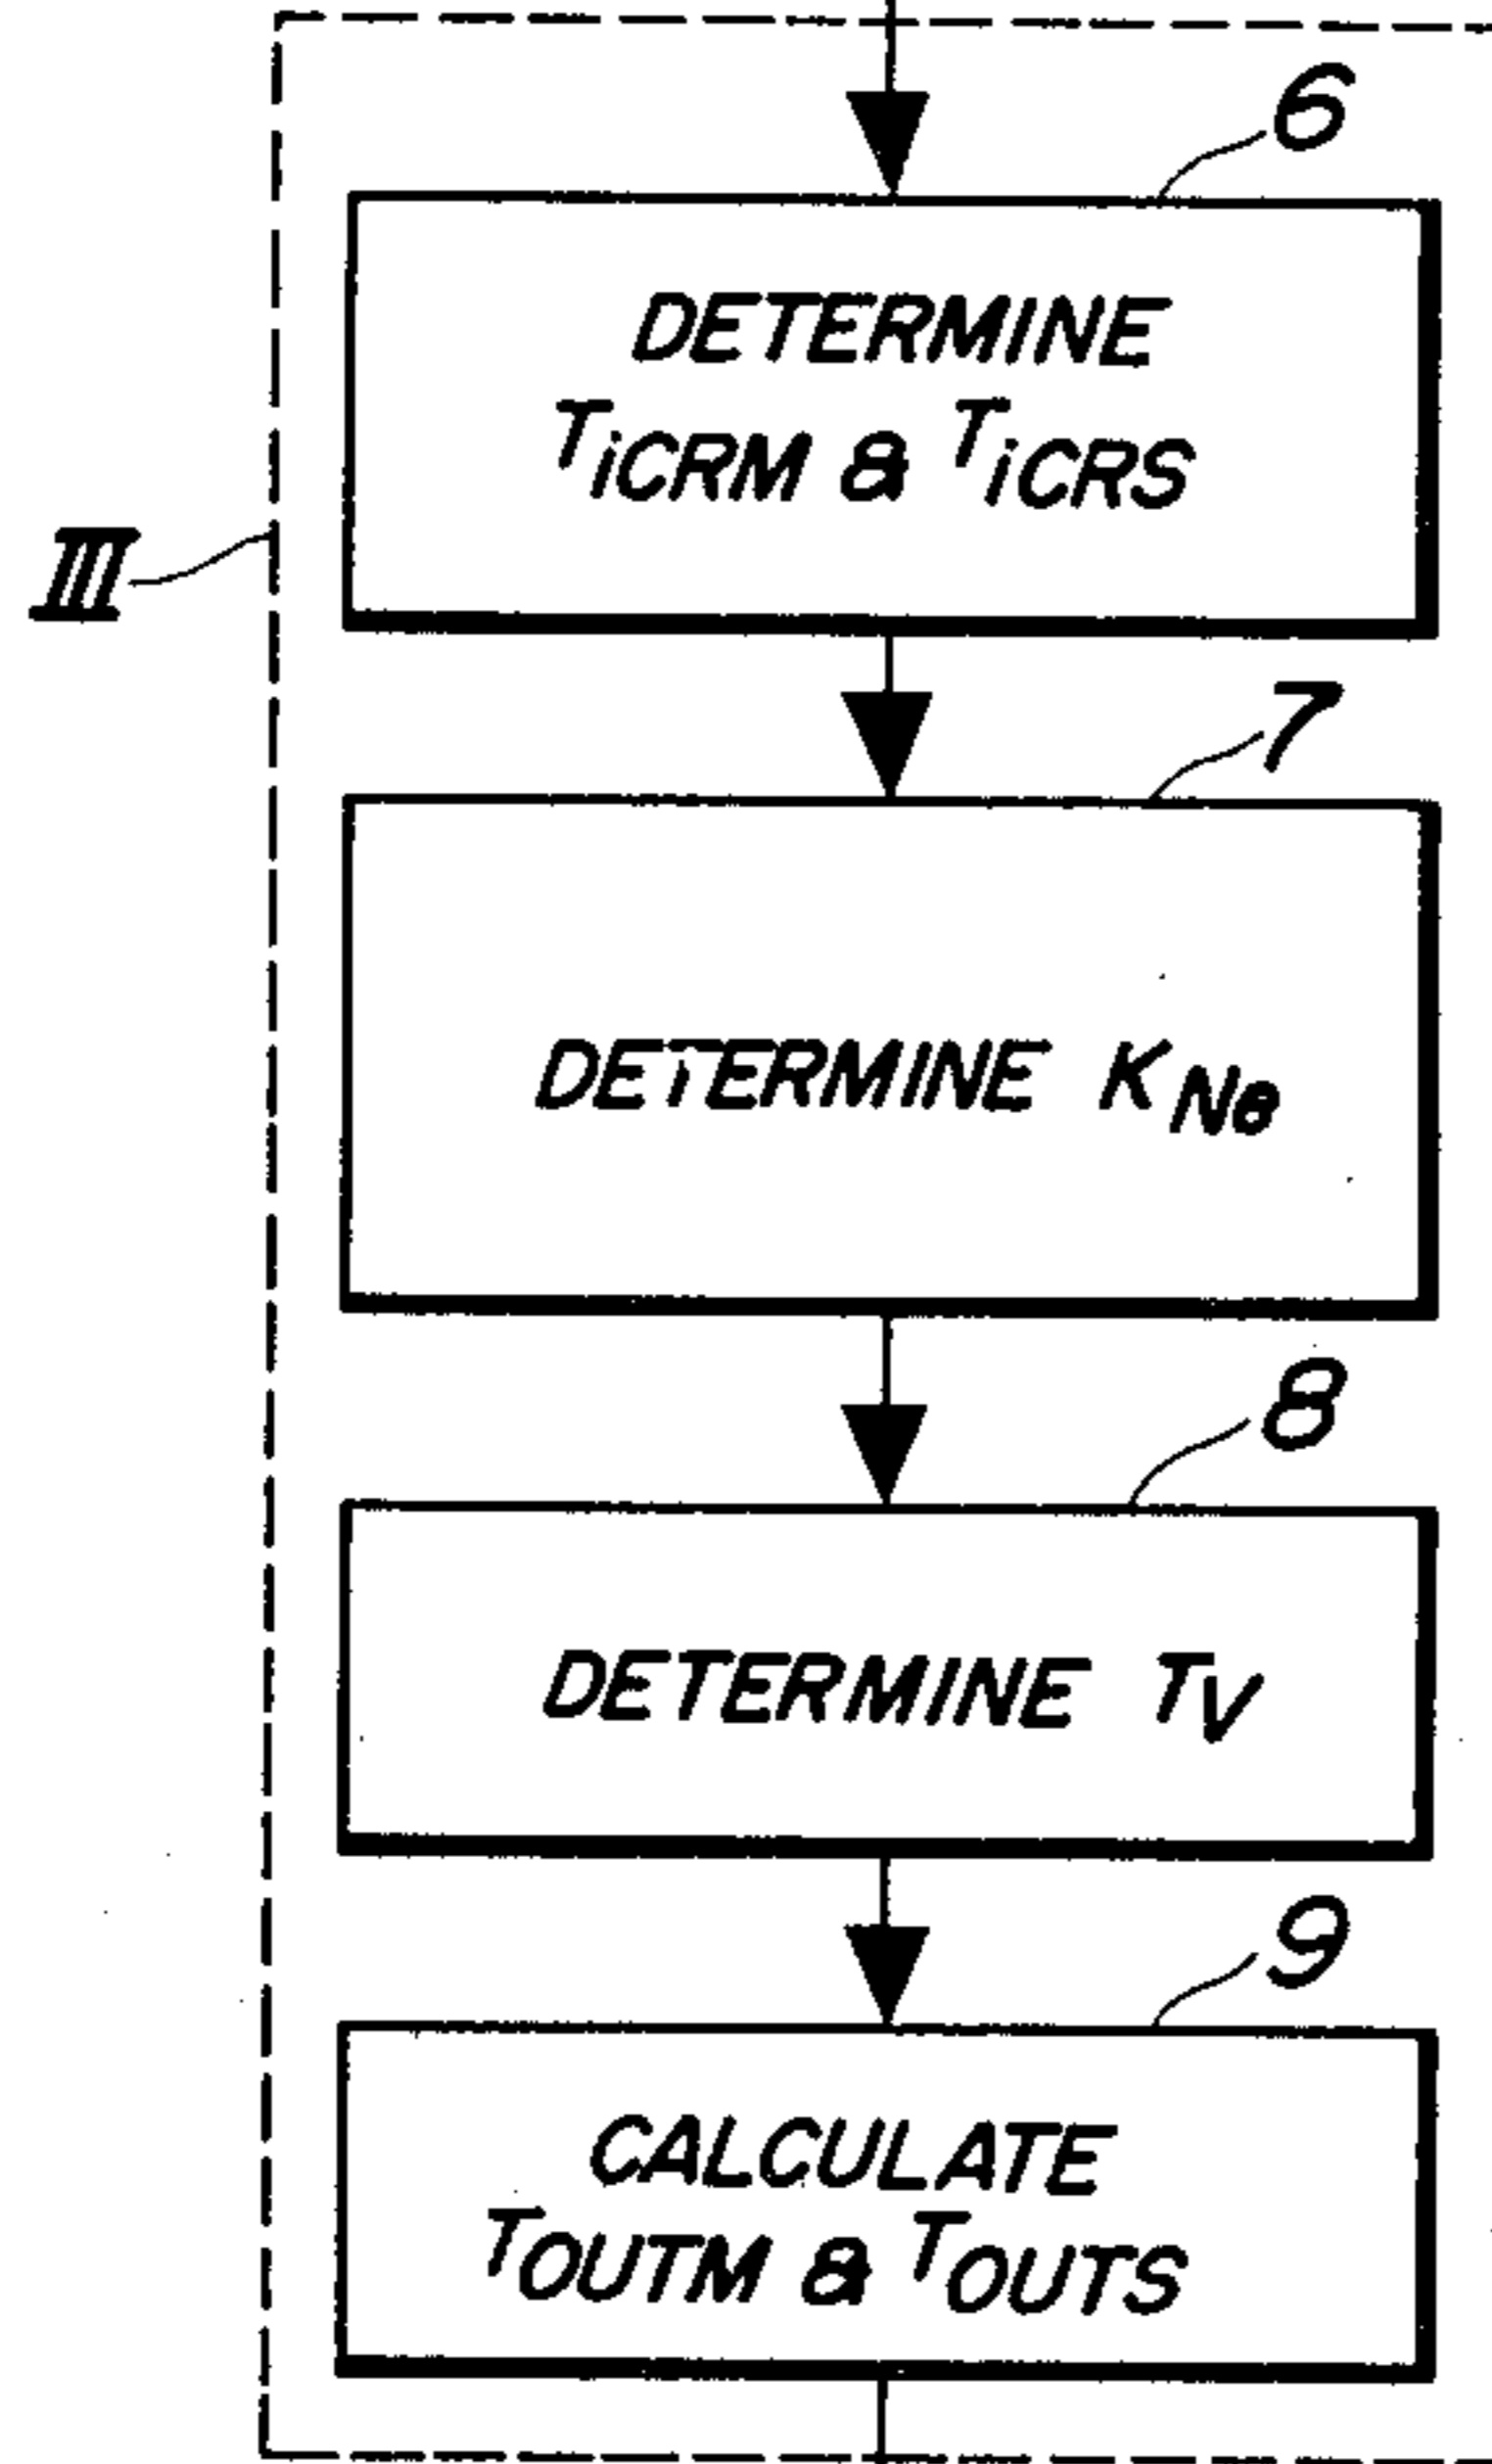 6
DETERMINE
TiCRM & TiCRS
III
7
DETERMINE KNe
8
DETERMINE TV
9
CALCULATE
TOUTM & TOUTS